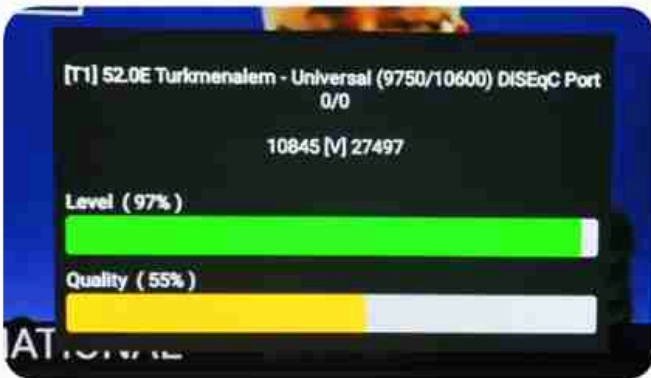 [T1] 52.0E Turkmenalem - Universal (9750/10600) DISEqC Port
0/0
10845 [V] 27497
Level ( 97% )
Quality ( 55% )